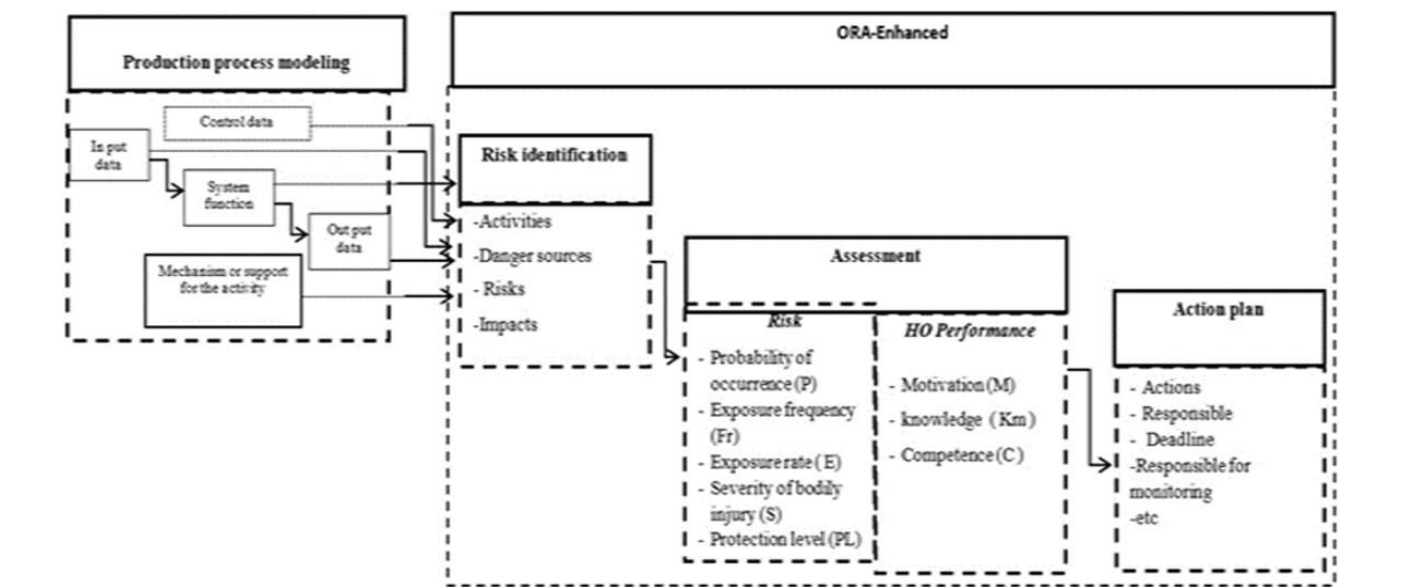 Production process modeling
ORA-Enhanced
Control data
In put
data
System
function
Out put
data
Mechanism or support
for the activity
Risk identification
-Activities
-Danger sources
- Risks
-Impacts
Assessment
Risk
- Probability of
occurrence (P)
- Exposure frequency
(Fr)
- Exposure rate (E)
- Severity of bodily
injury (S)
- Protection level (PL)
HO Performance
- Motivation (M)
- knowledge (Km)
- Competence (C)
Action plan
- Actions
- Responsible
- Deadline
-Responsible for
monitoring
-etc